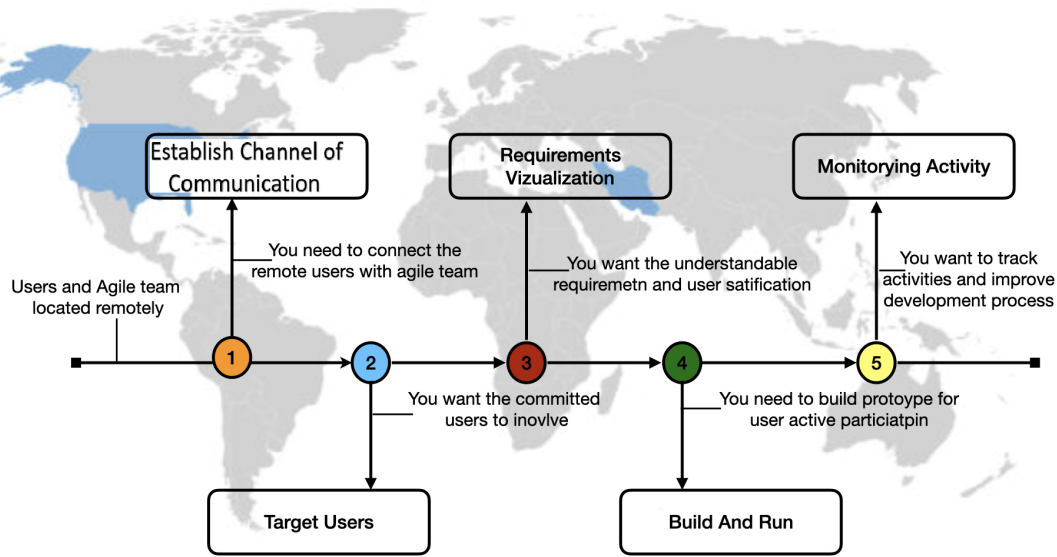 Establish Channel of
Communication
Requirements
Vizualization
Monitorying Activity
You need to connect the
remote users with agile team
You want the understandable
requiremetn and user satification
You want to track
activities and improve
development process
Users and Agile team
located remotely
1
2
3
4
5
You want the committed
users to inovlve
You need to build protoype for
user active particiatpin
Target Users
Build And Run